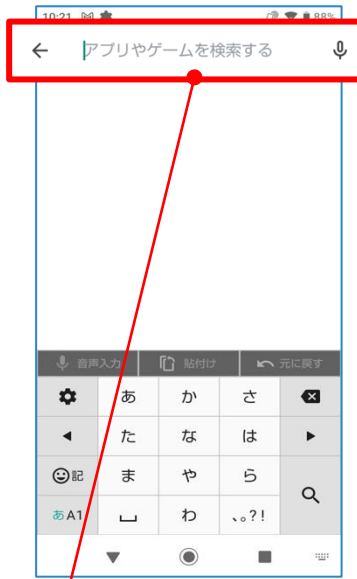 10:21 88%
アプリやゲームを検索する
音声入力 貼付け 元に戻す
あ か さ
た な は
記 ま や ら
あA1 わ 、。?!